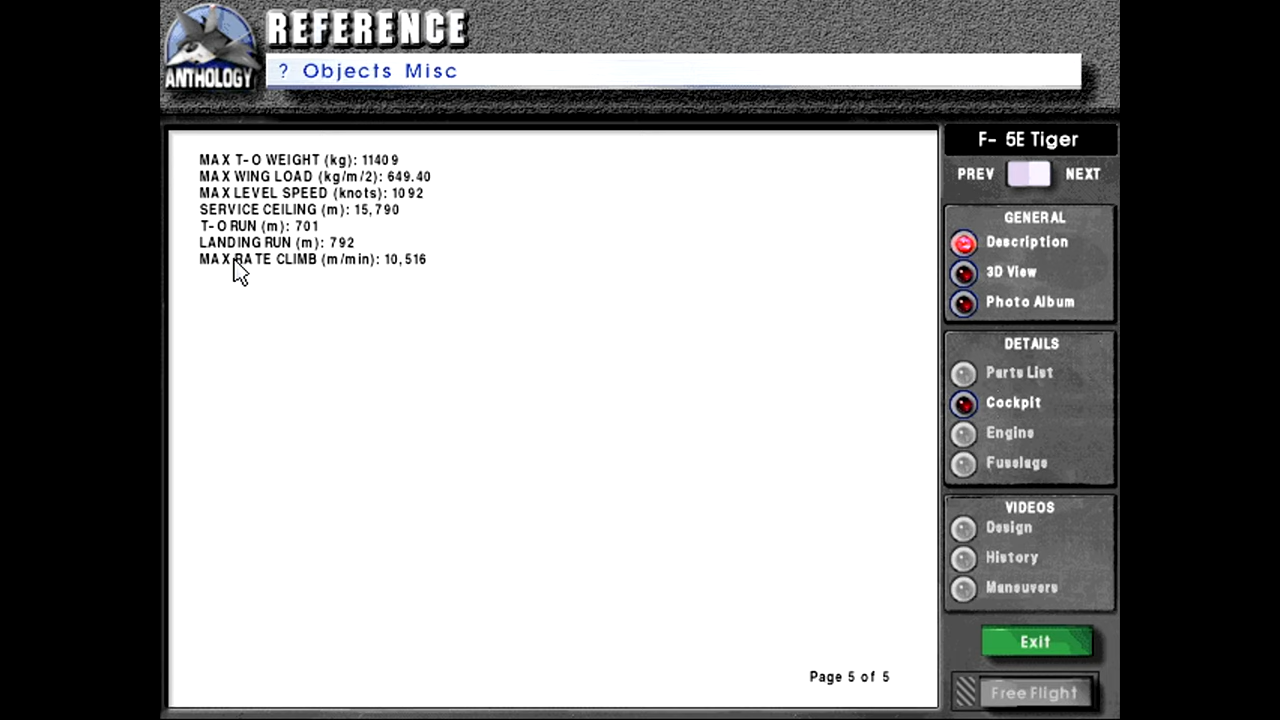 REFERENCE
ANTHOLOGY
? Objects Misc
F- 5E Tiger
PREV NEXT
MAX T-O WEIGHT (kg): 11409
MAX WING LOAD (kg/m/2): 649.40
MAX LEVEL SPEED (knots): 1092
SERVICE CEILING (m): 15,790
T-O RUN (m): 701
LANDING RUN (m): 792
MAX RATE CLIMB (m/min): 10,516
Page 5 of 5
GENERAL
Description
3D View
Photo Album
DETAILS
Parts List
Cockpit
Engine
Fuselage
VIDEOS
Design
History
Maneuvers
Exit
Free Flight